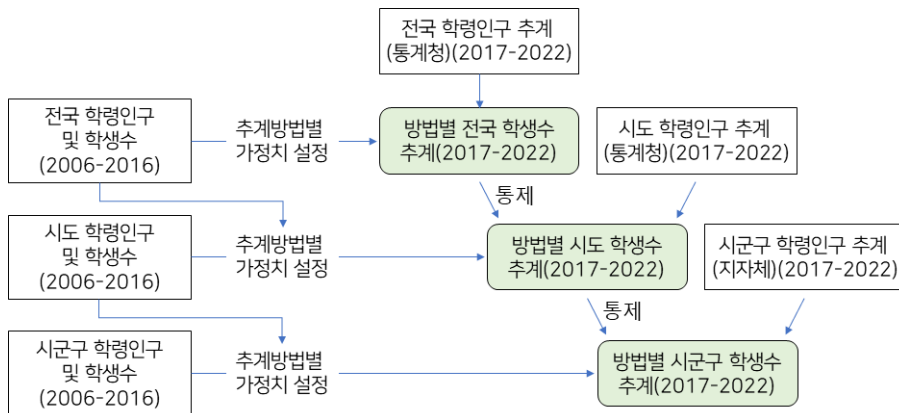 전국 학령인구 추계
(통계청)(2017-2022)
전국 학령인구
및 학생수
(2006-2016)
추계방법별
가정치 설정
방법별 전국 학생수
추계(2017-2022)
시도 학령인구 추계
(통계청)(2017-2022)
통제
시도 학령인구
및 학생수
(2006-2016)
추계방법별
가정치 설정
방법별 시도 학생수
추계(2017-2022)
시군구 학령인구 추계
(지자체)(2017-2022)
통제
시군구 학령인구
및 학생수
(2006-2016)
추계방법별
가정치 설정
방법별 시군구 학생수
추계(2017-2022)